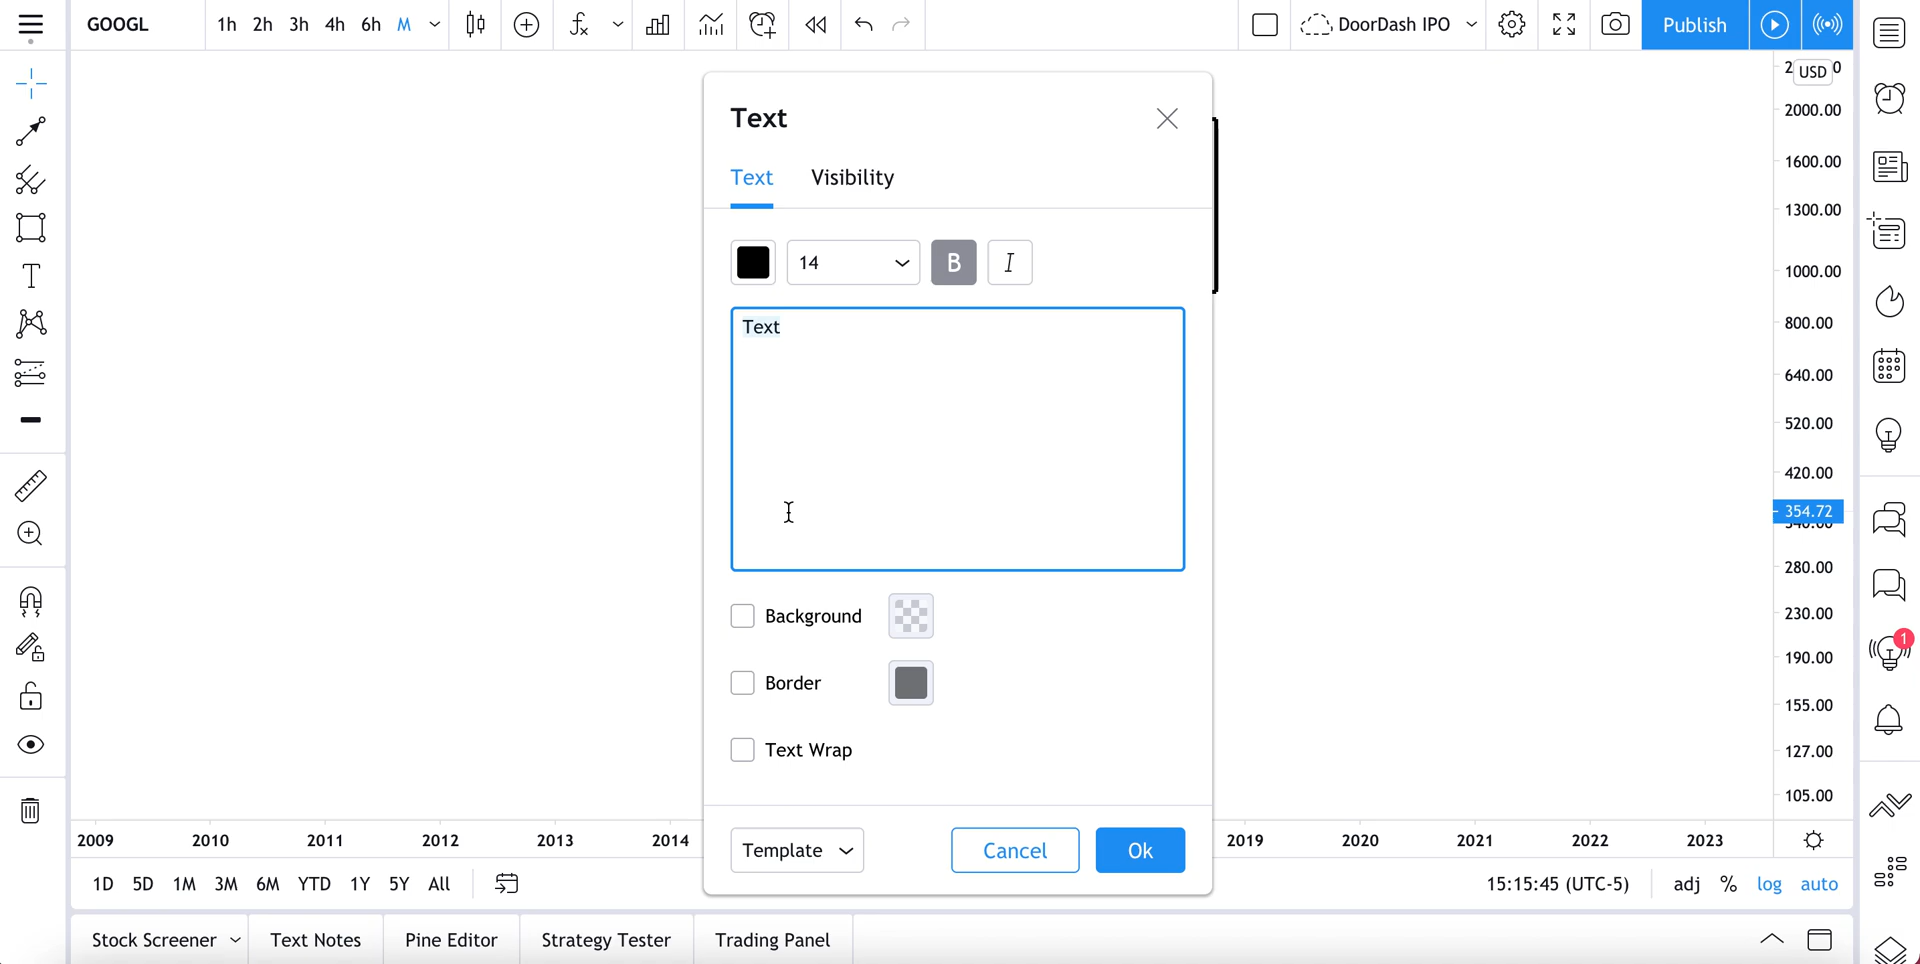 GOOGL 1h 2h 3h 4h 6h M DoorDash IPO Publish
USD
2000.00
1600.00
1300.00
1000.00
800.00
640.00
520.00
420.00
354.72
280.00
230.00
190.00
155.00
127.00
105.00
1
Text
Text Visibility
14 B I
Text
Background
Border
Text Wrap
Template Cancel Ok
2009 2010 2011 2012 2013 2014 2019 2020 2021 2022 2023
1D 5D 1M 3M 6M YTD 1Y 5Y All 15:15:45 (UTC-5) adj % log auto
Stock Screener Text Notes Pine Editor Strategy Tester Trading Panel